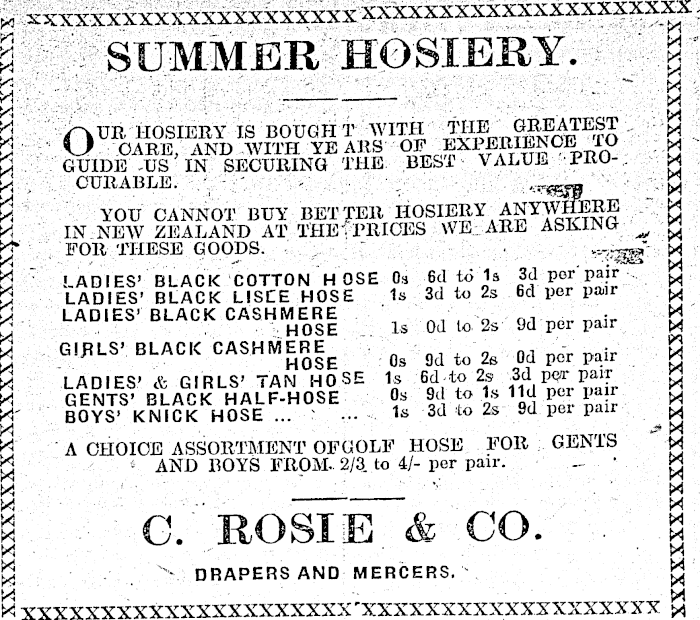 SUMMER HOSIERY.
OUR HOSIERY IS BOUGHT WITH THE GREATEST
CARE, AND WITH YEARS OF EXPERIENCE TO
GUIDE US IN SECURING THE BEST VALUE PRO-
CURABLE.
YOU CANNOT BUY BETTER HOSIERY ANYWHERE
IN NEW ZEALAND AT THE PRICES WE ARE ASKING
FOR THESE GOODS.
LADIES' BLACK COTTON HOSE 0s 6d to 1s 3d per pair
LADIES' BLACK LISLE HOSE 1s 3d to 2s 6d per pair
LADIES' BLACK CASHMERE
HOSE 1s 0d to 2s 9d per pair
GIRLS' BLACK CASHMERE
HOSE 0s 9d to 2s 0d per pair
LADIES' & GIRLS' TAN HOSE 1s 6d to 2s 3d per pair
GENTS' BLACK HALF-HOSE 0s 9d to 1s 11d per pair
BOYS' KNICK HOSE ... ... 1s 3d to 2s 9d per pair
A CHOICE ASSORTMENT OF GOLF HOSE FOR GENTS
AND BOYS FROM 2/3 to 4/- per pair.
C. ROSIE & CO.
DRAPERS AND MERCERS.